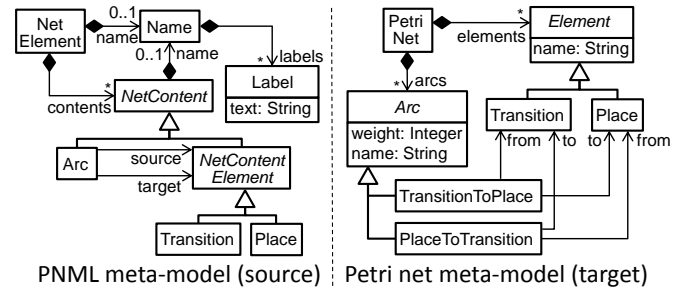 Net
Element
0..1
name
Name
0..1
name
*
labels
Label
text: String
contents
*
NetContent
Arc
source
target
NetContent
Element
Transition
Place
PNML meta-model (source)
Petri
Net
*
elements
Element
name: String
*
arcs
Arc
weight: Integer
name: String
Transition
Place
from
to
to
from
TransitionToPlace
PlaceToTransition
Petri net meta-model (target)